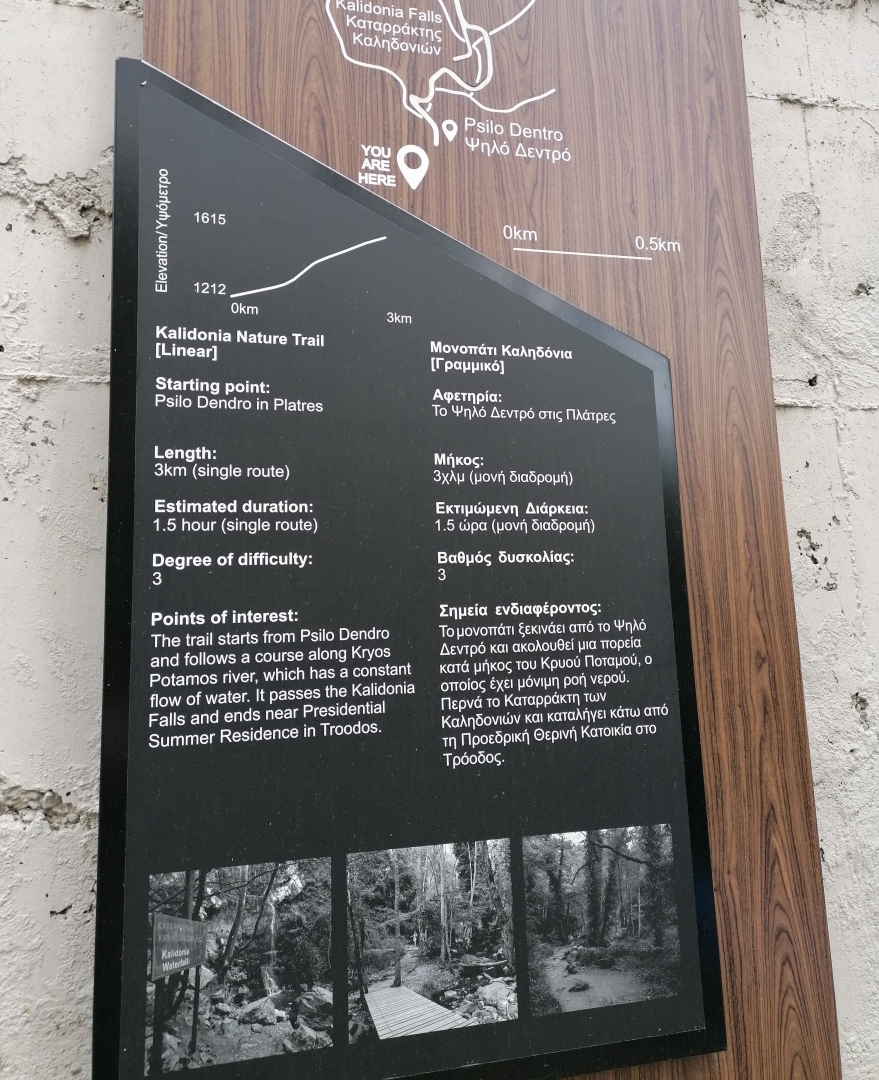 Kalidonia Falls
Καταρράκτης
Καληδονιών
Psilo Dentro
Ψηλό Δεντρό
YOU
ARE
HERE
0km
0.5km
Elevation/Υψόμετρο
1615
1212
0km
3km
Kalidonia Nature Trail
[Linear]
Starting point:
Psilo Dendro in Platres
Length:
3km (single route)
Estimated duration:
1.5 hour (single route)
Degree of difficulty:
3
Points of interest:
The trail starts from Psilo Dendro
and follows a course along Kryos
Potamos river, which has a constant
flow of water. It passes the Kalidonia
Falls and ends near Presidential
Summer Residence in Troodos.
Μονοπάτι Καληδόνια
[Γραμμικό]
Αφετηρία:
Το Ψηλό Δεντρό στις Πλάτρες
Μήκος:
3χλμ (μονή διαδρομή)
Εκτιμώμενη Διάρκεια:
1.5 ώρα (μονή διαδρομή)
Βαθμός δυσκολίας:
3
Σημεία ενδιαφέροντος:
Το μονοπάτι ξεκινάει από το Ψηλό
Δεντρό και ακολουθεί μια πορεία
κατά μήκος του Κρυού Ποταμού, ο
οποίος έχει μόνιμη ροή νερού.
Περνά το Καταρράκτη των
Καληδονιών και καταλήγει κάτω από
τη Προεδρική Θερινή Κατοικία στο
Τρόοδος.
Kalidonia
Waterfall